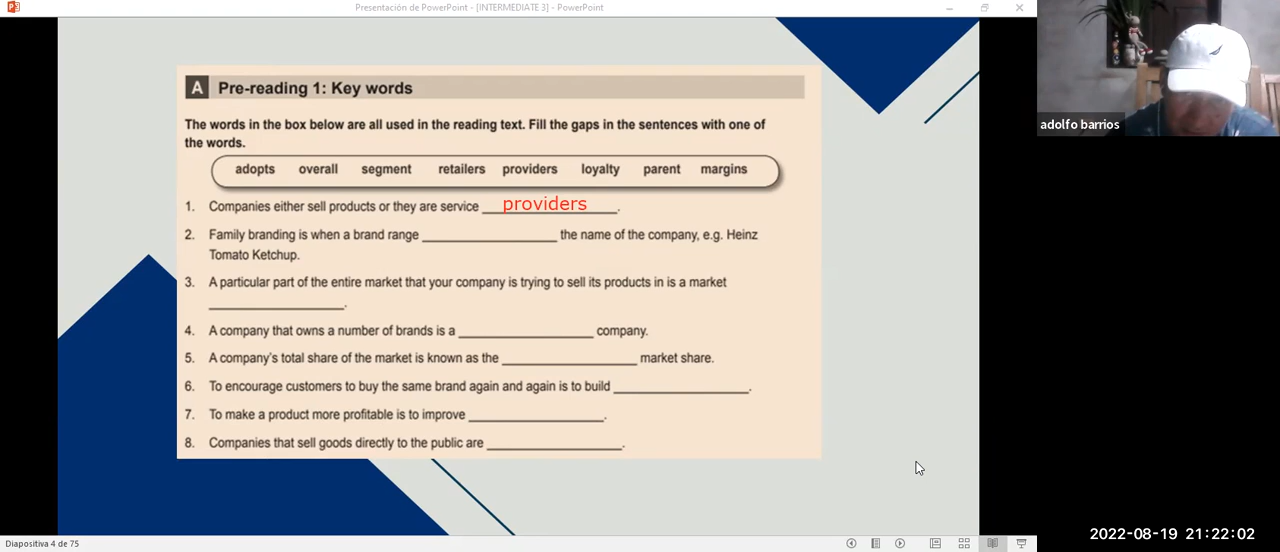 Presentación de PowerPoint - [INTERMEDIATE 3] - PowerPoint
A Pre-reading 1: Key words
The words in the box below are all used in the reading text. Fill the gaps in the sentences with one of
the words.
adopts overall segment retailers providers loyalty parent margins
1. Companies either sell products or they are service providers.
2. Family branding is when a brand range ____________ the name of the company, e.g. Heinz
Tomato Ketchup.
3. A particular part of the entire market that your company is trying to sell its products in is a market
____________.
4. A company that owns a number of brands is a ____________ company.
5. A company's total share of the market is known as the ____________ market share.
6. To encourage customers to buy the same brand again and again is to build ____________.
7. To make a product more profitable is to improve ____________.
8. Companies that sell goods directly to the public are ____________.
adolfo barrios
2022-08-19 21:22:02
Diapositiva 4 de 75